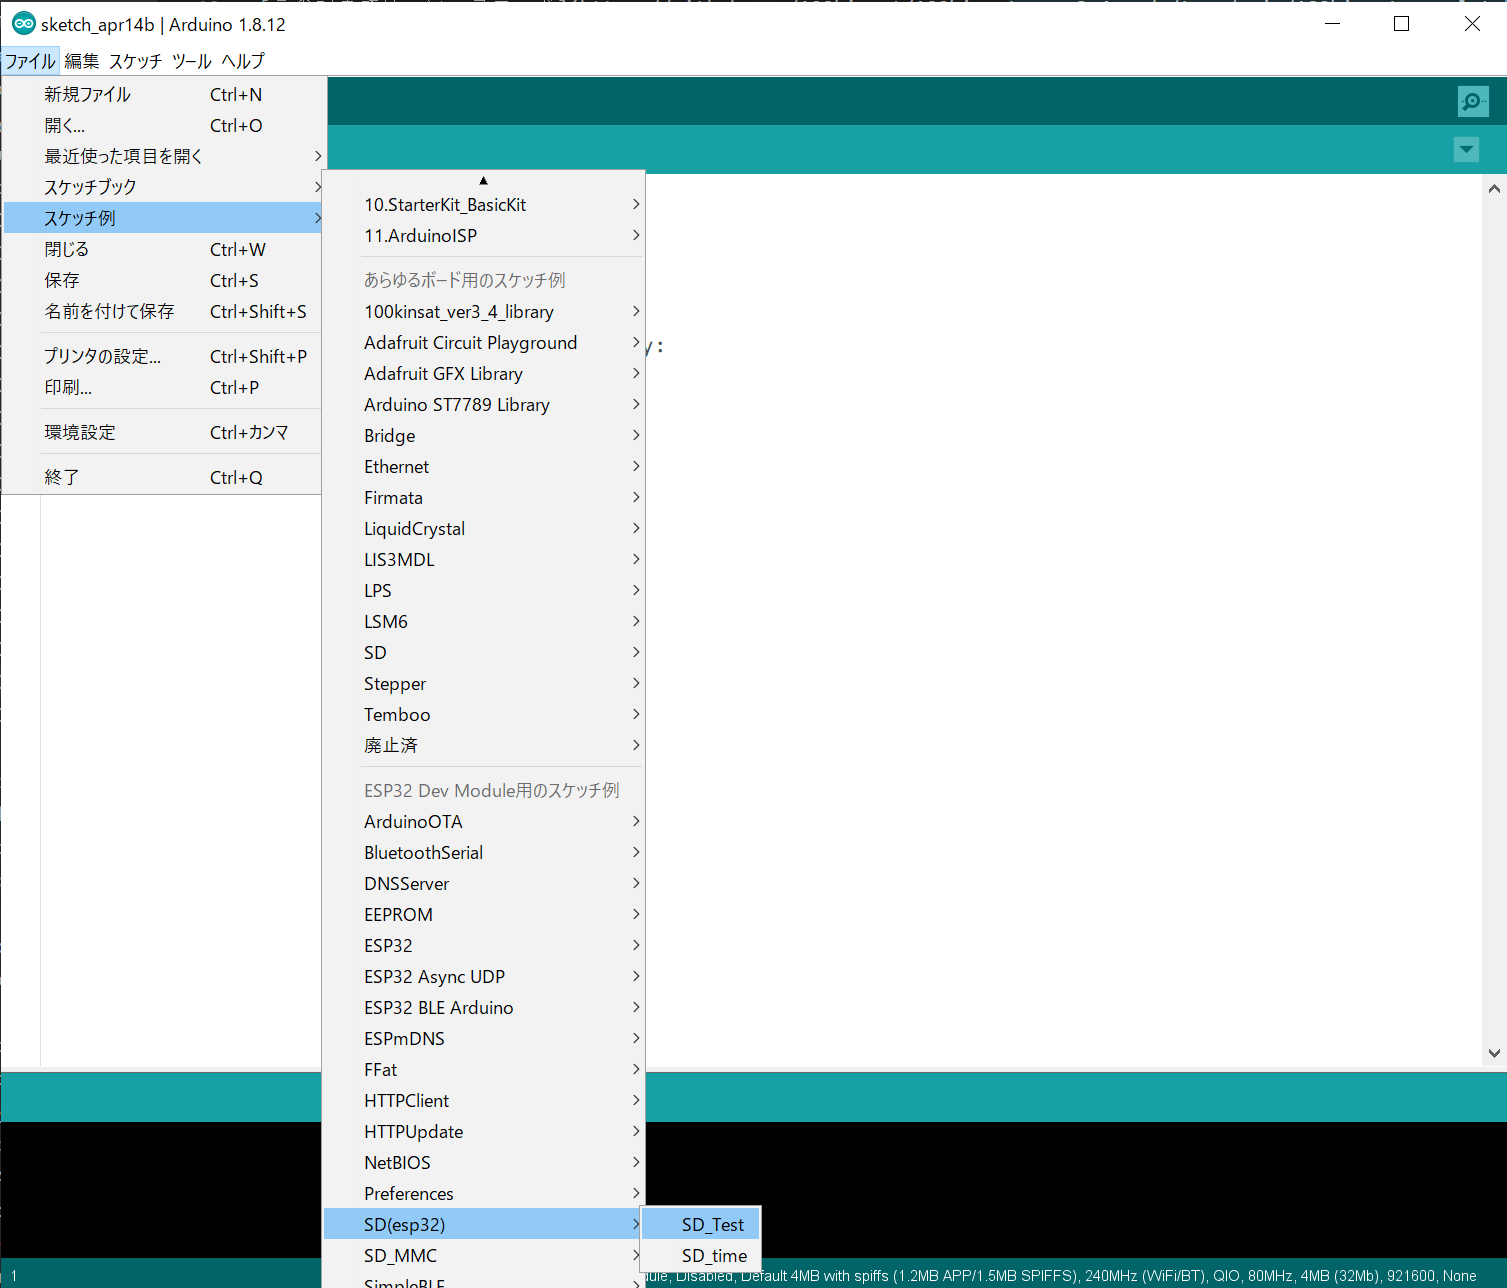 sketch_apr14b | Arduino 1.8.12
ファイル 編集 スケッチ ツール ヘルプ
新規ファイル Ctrl+N
開く... Ctrl+O
最近使った項目を開く
スケッチブック
スケッチ例
閉じる Ctrl+W
保存 Ctrl+S
名前を付けて保存 Ctrl+Shift+S
プリンタの設定... Ctrl+Shift+P
印刷... Ctrl+P
環境設定 Ctrl+カンマ
終了 Ctrl+Q
10.StarterKit_BasicKit
11.ArduinoISP
あらゆるボード用のスケッチ例
100kinsat_ver3_4_library
Adafruit Circuit Playground
Adafruit GFX Library
Arduino ST7789 Library
Bridge
Ethernet
Firmata
LiquidCrystal
LIS3MDL
LPS
LSM6
SD
Stepper
Temboo
廃止済
ESP32 Dev Module用のスケッチ例
ArduinoOTA
BluetoothSerial
DNSServer
EEPROM
ESP32
ESP32 Async UDP
ESP32 BLE Arduino
ESPmDNS
FFat
HTTPClient
HTTPUpdate
NetBIOS
Preferences
SD(esp32)
SD_MMC
SimpleBLE
SD_Test
SD_time
y:
1
dule, Disabled, Default 4MB with spiffs (1.2MB APP/1.5MB SPIFFS), 240MHz (WiFi/BT), QIO, 80MHz, 4MB (32Mb), 921600, None